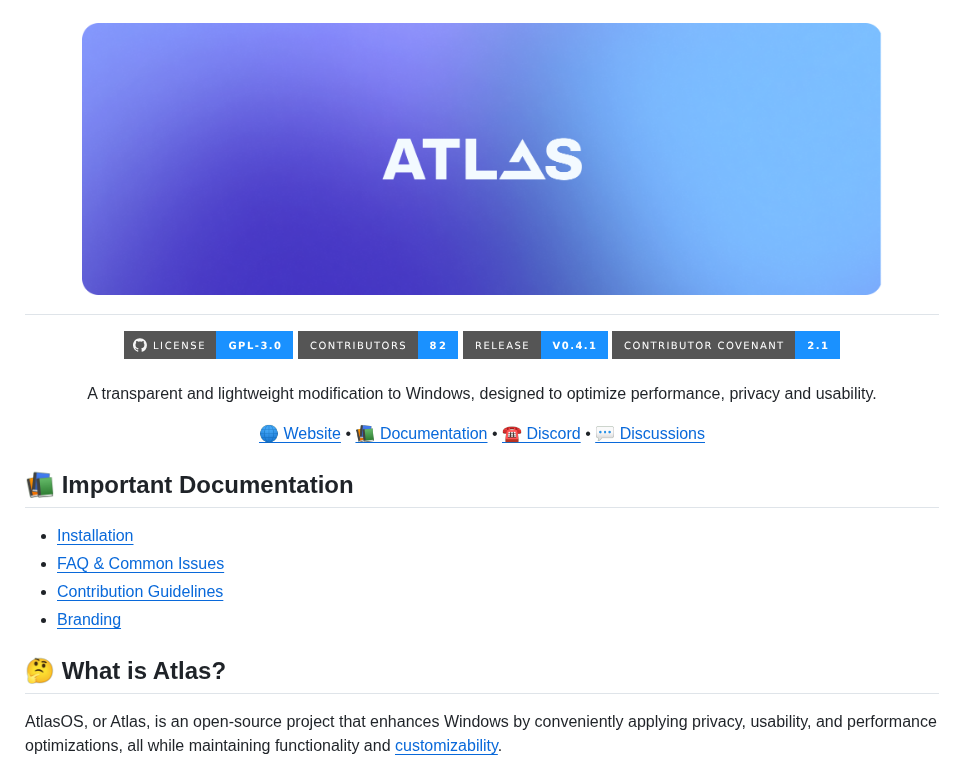 ATLAS
LICENSE GPL-3.0 CONTRIBUTORS 82 RELEASE V0.4.1 CONTRIBUTOR COVENANT 2.1
A transparent and lightweight modification to Windows, designed to optimize performance, privacy and usability.
🌐 Website • 📚 Documentation • ☎️ Discord • 💬 Discussions
📚 Important Documentation
• Installation
• FAQ & Common Issues
• Contribution Guidelines
• Branding
🤔 What is Atlas?
AtlasOS, or Atlas, is an open-source project that enhances Windows by conveniently applying privacy, usability, and performance
optimizations, all while maintaining functionality and customizability.